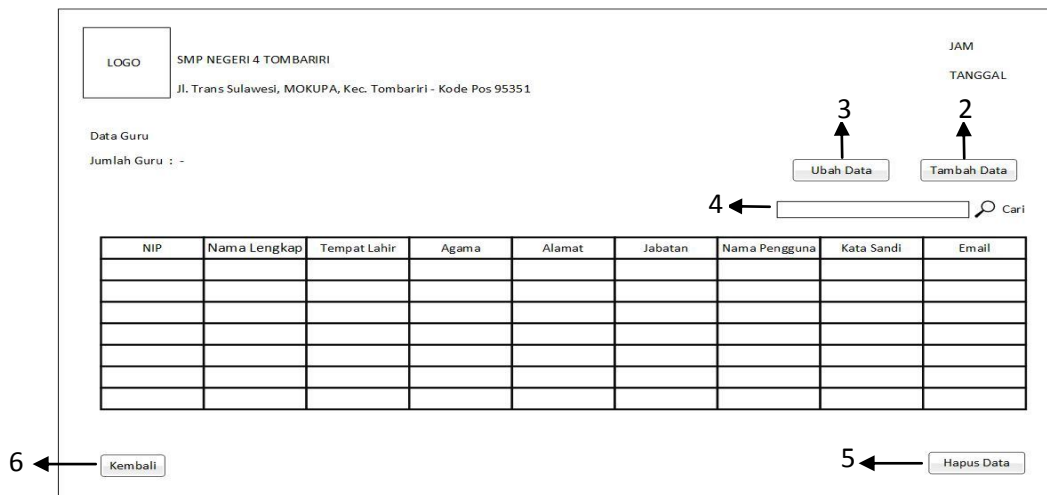 LOGO
SMP NEGERI 4 TOMBARIRI
Jl. Trans Sulawesi, MOKUPA, Kec. Tombariri - Kode Pos 95351
JAM
TANGGAL
Data Guru
Jumlah Guru : -
3 2
Ubah Data Tambah Data
4 Cari
NIP Nama Lengkap Tempat Lahir Agama Alamat Jabatan Nama Pengguna Kata Sandi Email
6 Kembali 5 Hapus Data